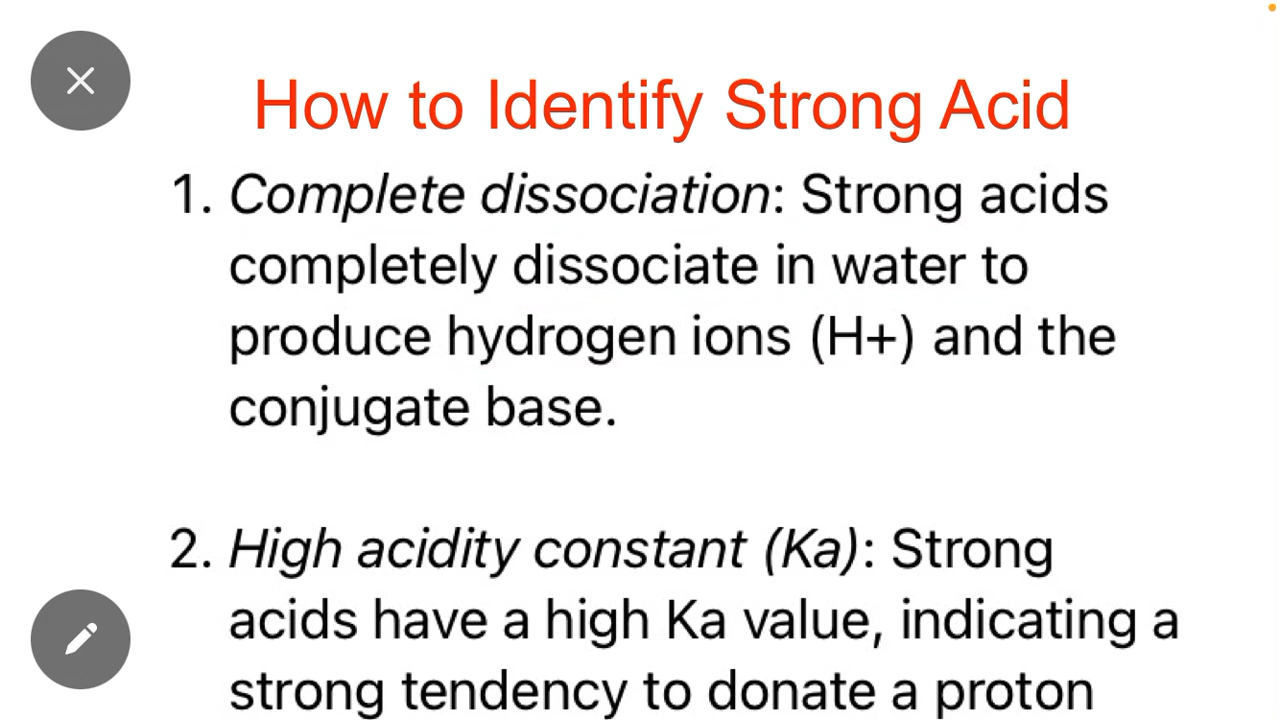 How to Identify Strong Acid
1. Complete dissociation: Strong acids
completely dissociate in water to
produce hydrogen ions (H+) and the
conjugate base.
2. High acidity constant (Ka): Strong
acids have a high Ka value, indicating a
strong tendency to donate a proton